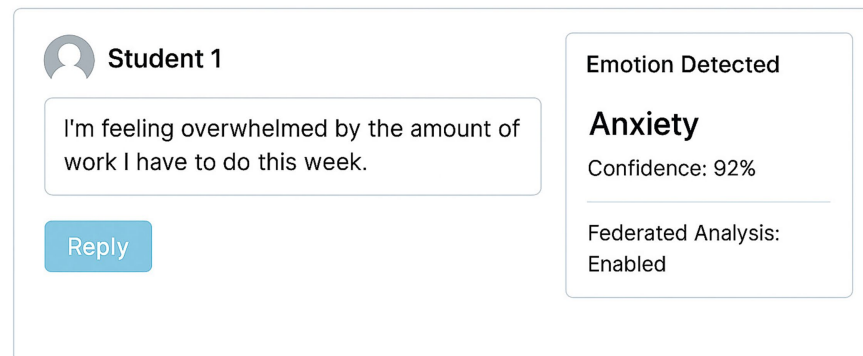 Student 1
I'm feeling overwhelmed by the amount of
work I have to do this week.
Reply
Emotion Detected
Anxiety
Confidence: 92%
Federated Analysis:
Enabled